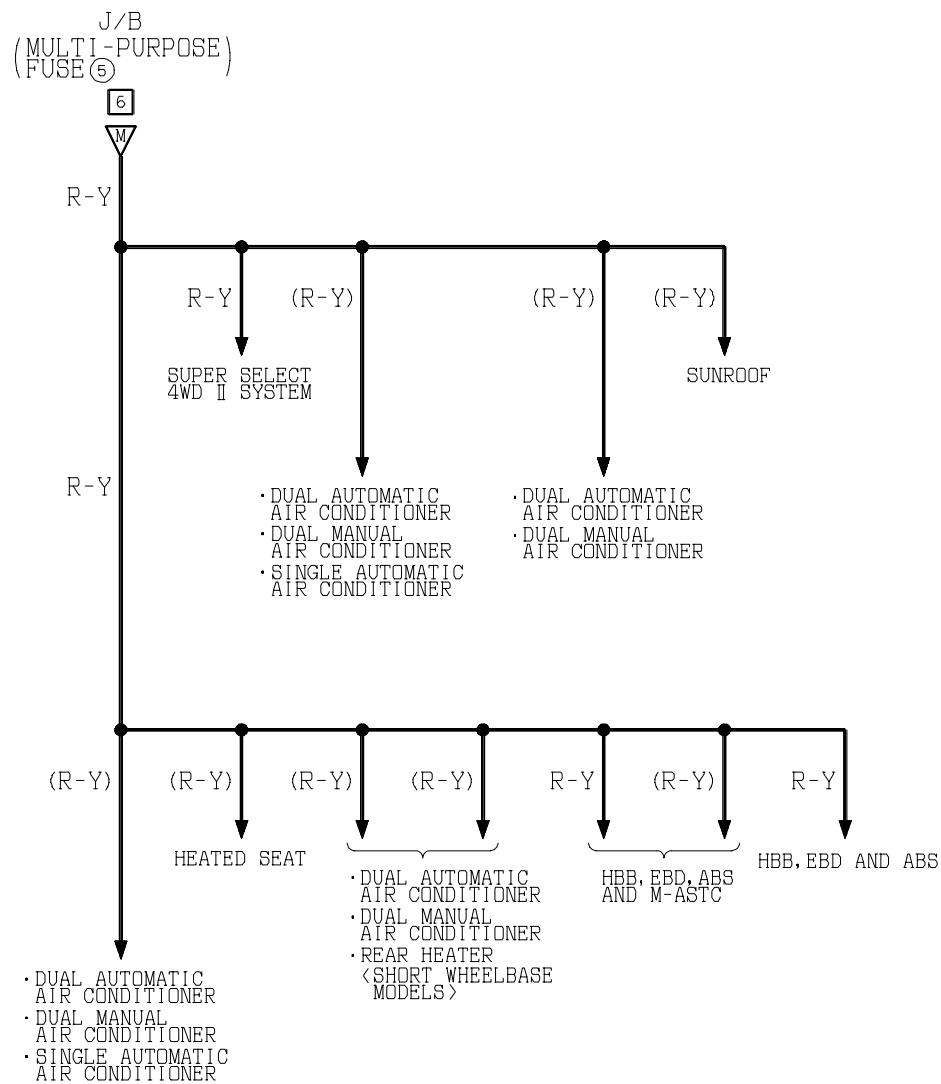 J/B
(MULTI-PURPOSE)
(FUSE⑤)
6
M
R-Y
R-Y
(R-Y)
(R-Y)
(R-Y)
SUPER SELECT
4WD Ⅱ SYSTEM
SUNROOF
R-Y
·DUAL AUTOMATIC
AIR CONDITIONER
·DUAL MANUAL
AIR CONDITIONER
·SINGLE AUTOMATIC
AIR CONDITIONER
·DUAL AUTOMATIC
AIR CONDITIONER
·DUAL MANUAL
AIR CONDITIONER
(R-Y)
(R-Y)
(R-Y)
(R-Y)
R-Y
(R-Y)
R-Y
HEATED SEAT
·DUAL AUTOMATIC
AIR CONDITIONER
·DUAL MANUAL
AIR CONDITIONER
·REAR HEATER
<SHORT WHEELBASE
MODELS>
HBB,EBD,ABS
AND M-ASTC
HBB,EBD AND ABS
·DUAL AUTOMATIC
AIR CONDITIONER
·DUAL MANUAL
AIR CONDITIONER
·SINGLE AUTOMATIC
AIR CONDITIONER